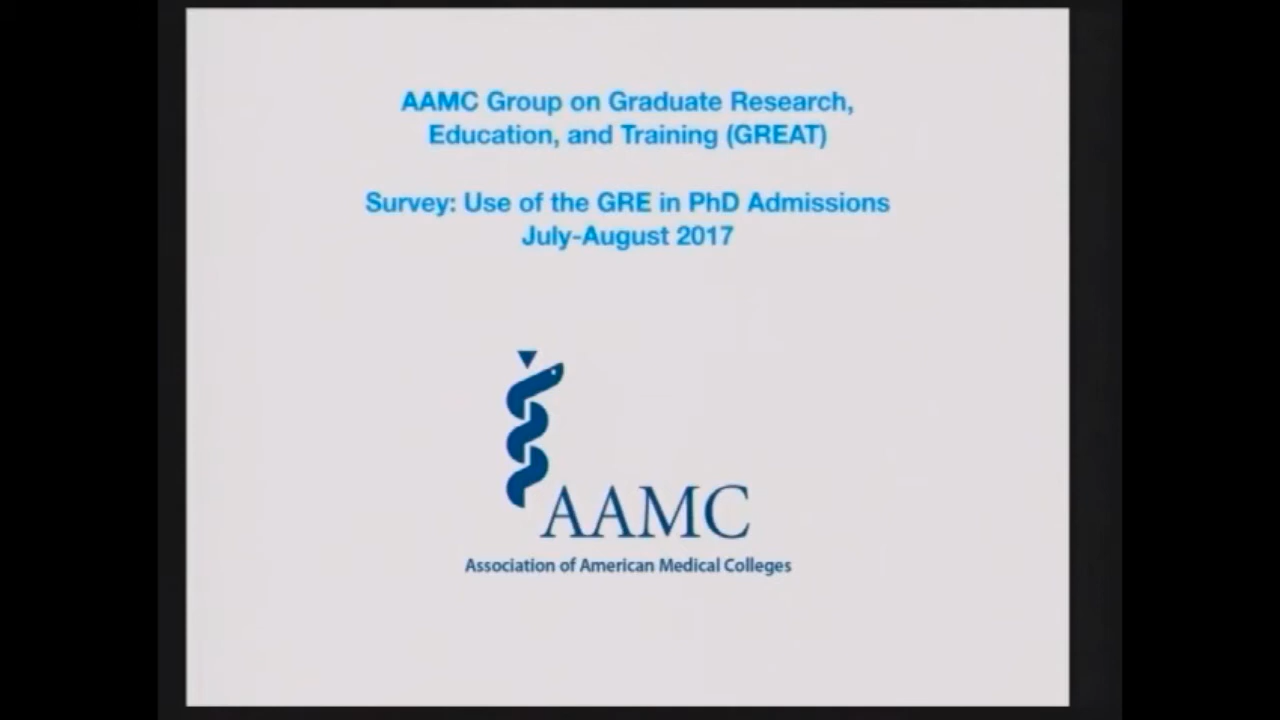 AAMC Group on Graduate Research,
Education, and Training (GREAT)
Survey: Use of the GRE in PhD Admissions
July-August 2017
AAMC
Association of American Medical Colleges